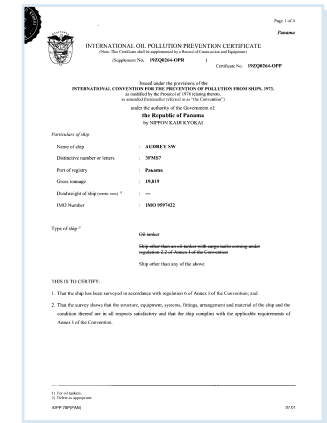 Page 1 of 4
Panama
INTERNATIONAL OIL POLLUTION PREVENTION CERTIFICATE
(Note: This Certificate shall be supplemented by a Record of Construction and Equipment)
(Supplement No. 19ZQ0264-OPR )
Certificate No.: 19ZQ0264-OPP
Issued under the provisions of the
INTERNATIONAL CONVENTION FOR THE PREVENTION OF POLLUTION FROM SHIPS, 1973,
as modified by the Protocol of 1978 relating thereto,
as amended (hereinafter referred to as "the Convention")
under the authority of the Government of:
the Republic of Panama
by NIPPON KAIJI KYOKAI
Particulars of ship
Name of ship : AUDREY SW
Distinctive number or letters : 3FMS7
Port of registry : Panama
Gross tonnage : 19,819
Deadweight of ship (metric tons) 1) : ---
IMO Number : IMO 9597422
Type of ship 2)
Oil tanker
Ship other than an oil tanker with cargo tanks coming under
regulation 2.2 of Annex I of the Convention
Ship other than any of the above
THIS IS TO CERTIFY:
1. That the ship has been surveyed in accordance with regulation 6 of Annex I of the Convention; and
2. That the survey shows that the structure, equipment, systems, fittings, arrangement and material of the ship and the
condition thereof are in all respects satisfactory and that the ship complies with the applicable requirements of
Annex I of the Convention.
1) For oil tankers
2) Delete as appropriate
IOPP-78P(PAN)
07.01